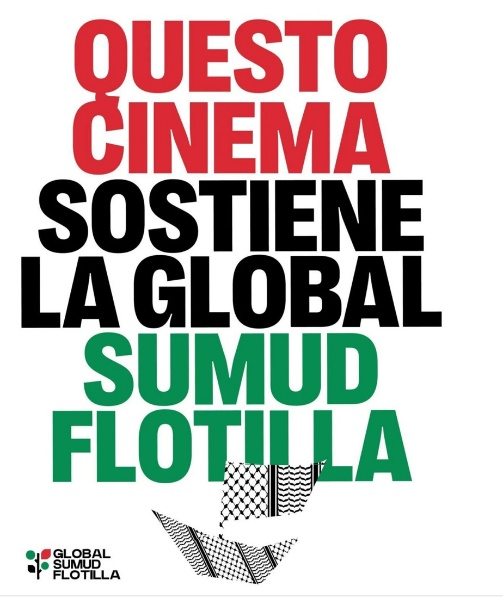 QUESTO
CINEMA
SOSTIENE
LA GLOBAL
SUMUD
FLOTILLA
GLOBAL
SUMUD
FLOTILLA